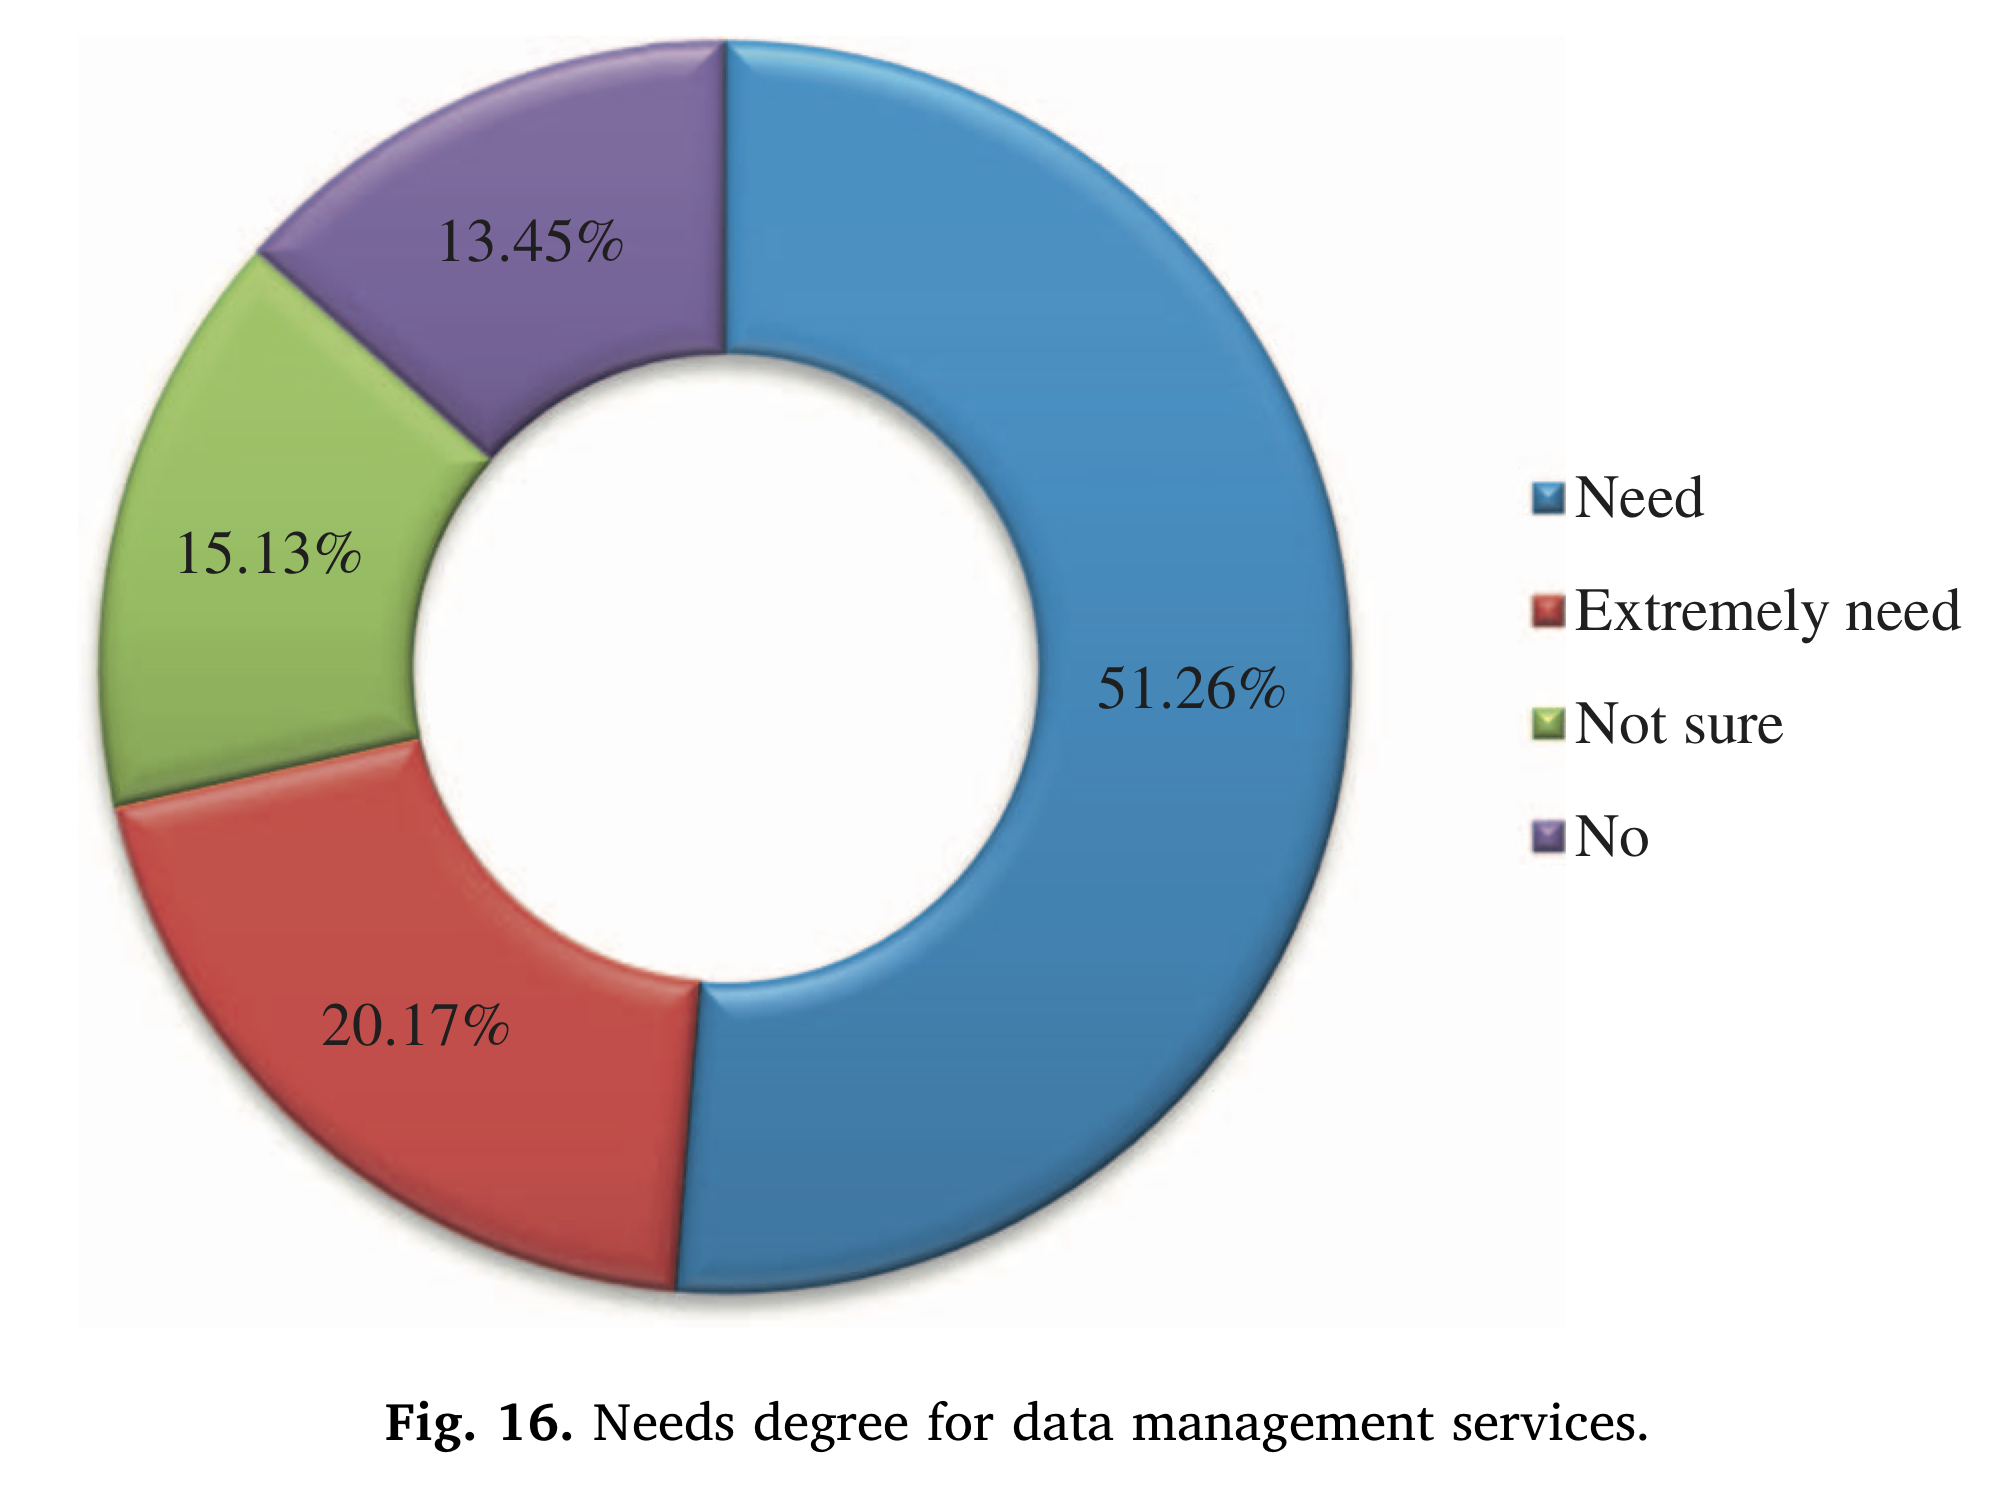 13.45%
15.13%
51.26%
20.17%
Need
Extremely need
Not sure
No
Fig. 16. Needs degree for data management services.